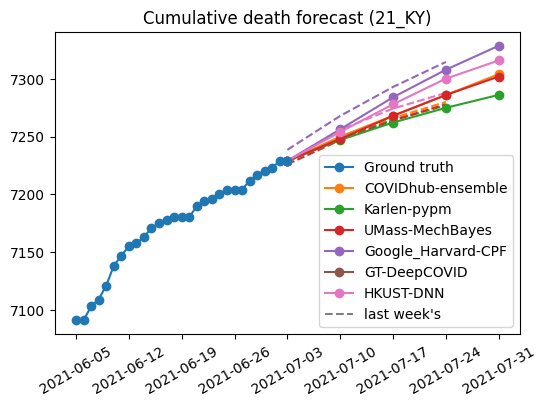 Cumulative death forecast (21_KY)
7300
7250
7200
7150
7100
Ground truth
COVIDhub-ensemble
Karlen-pypm
UMass-MechBayes
Google_Harvard-CPF
GT-DeepCOVID
HKUST-DNN
last week's
2021-06-05
2021-06-12
2021-06-19
2021-06-26
2021-07-03
2021-07-10
2021-07-17
2021-07-24
2021-07-31